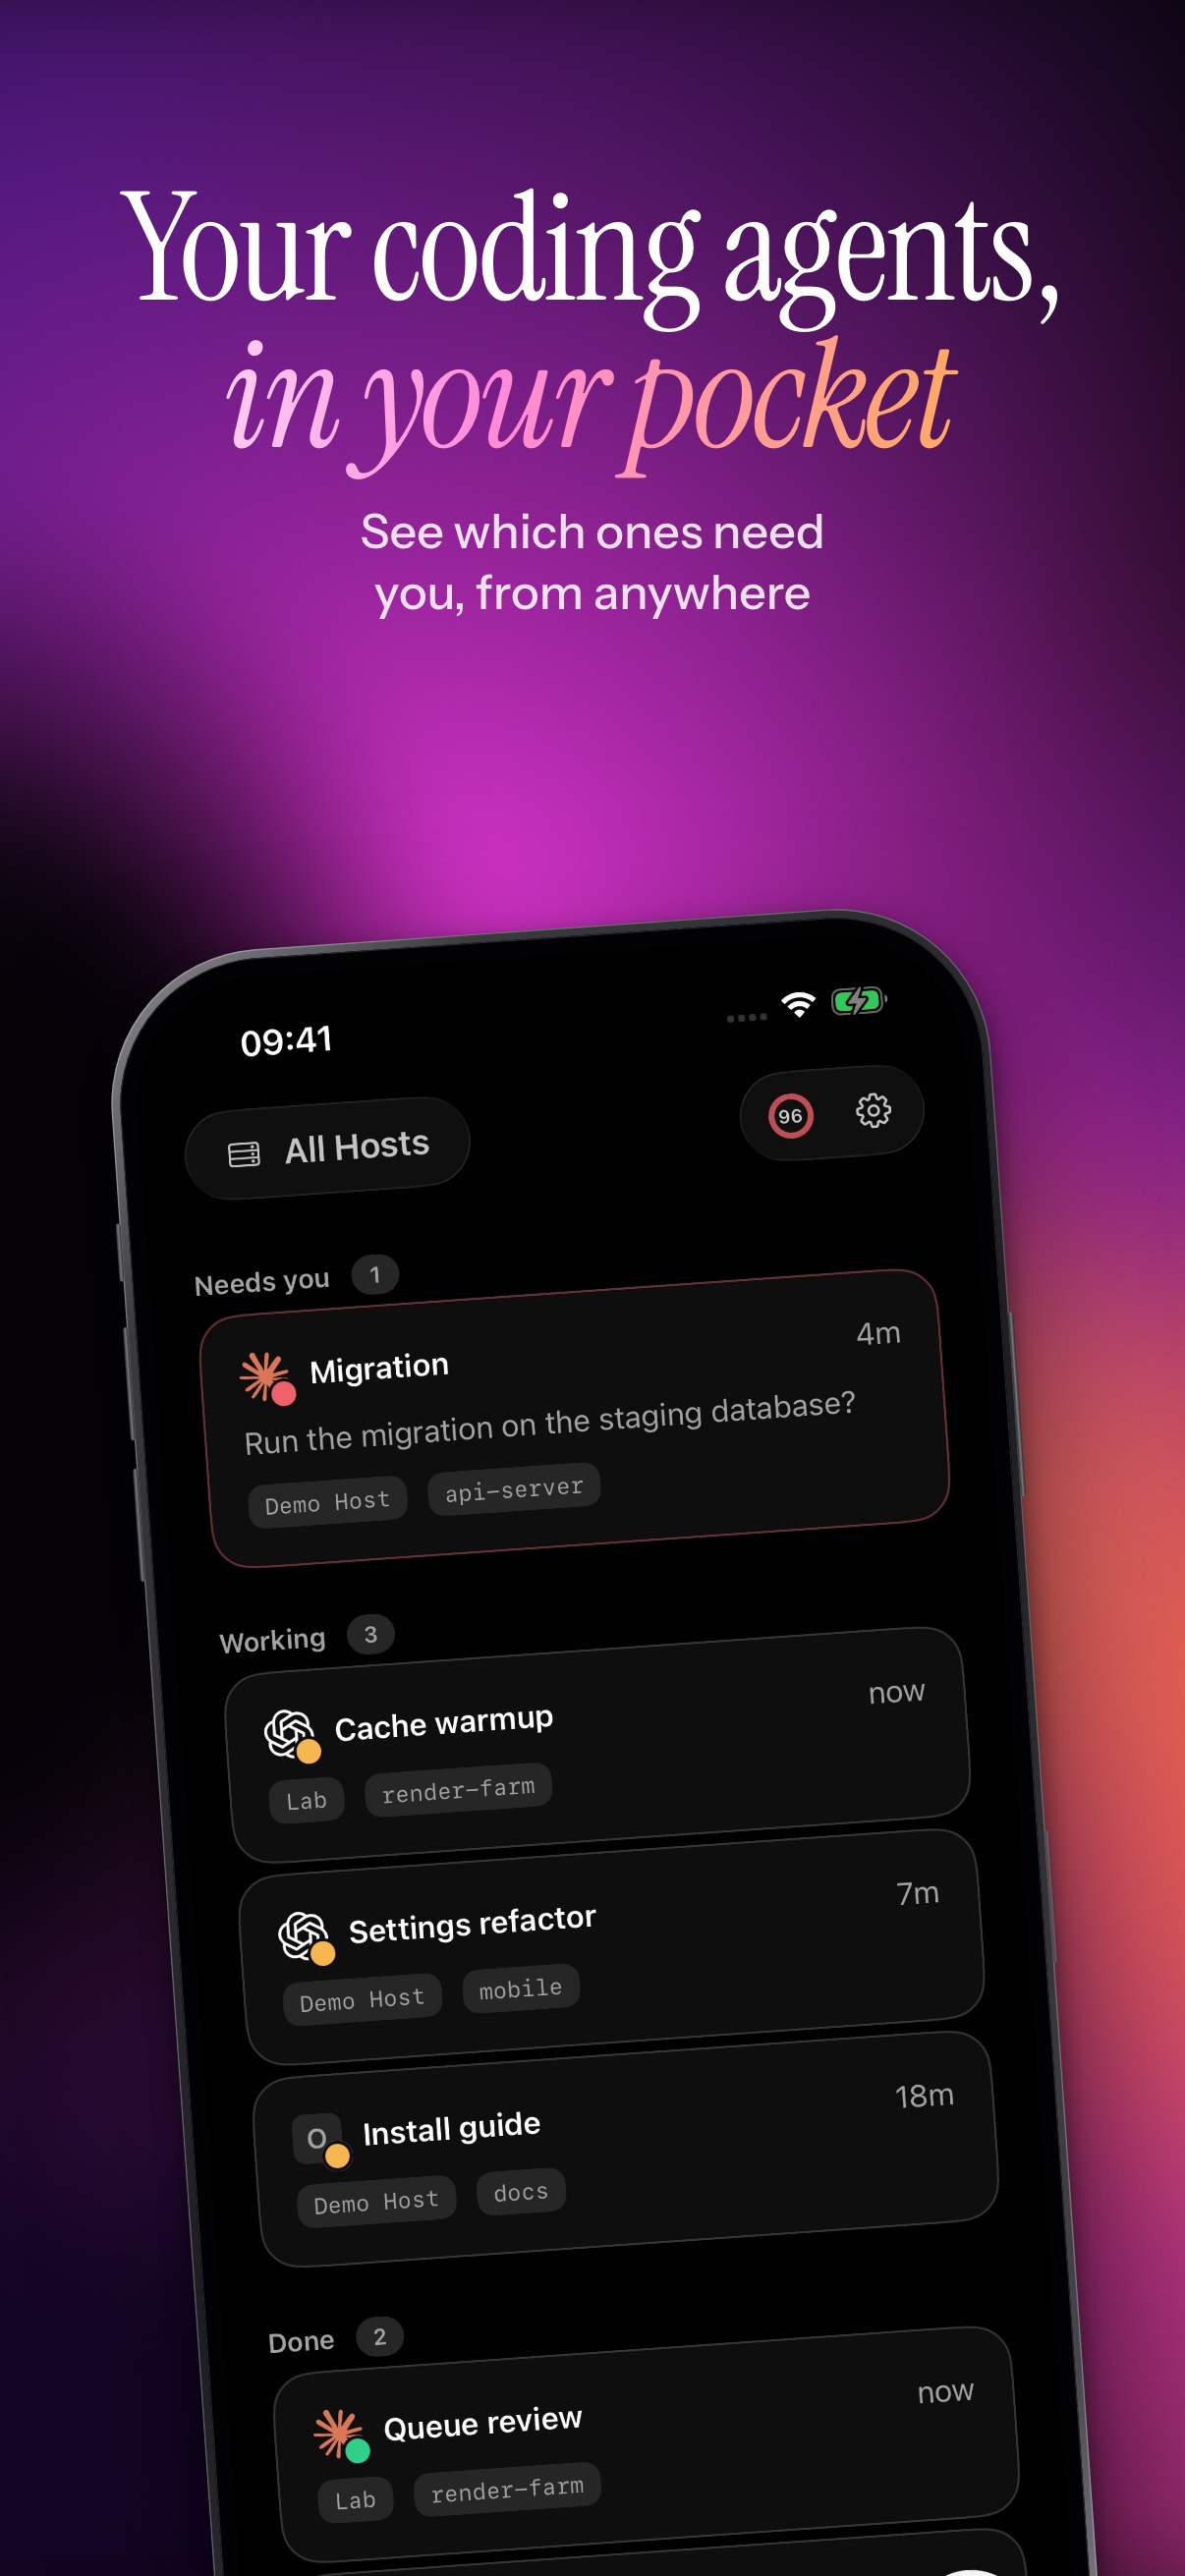 Your coding agents,
in your pocket
See which ones need
you, from anywhere
09:41
All Hosts
96
Needs you 1
Migration 4m
Run the migration on the staging database?
Demo Host api-server
Working 3
Cache warmup now
Lab render-farm
Settings refactor 7m
Demo Host mobile
O Install guide 18m
Demo Host docs
Done 2
Queue review now
Lab render-farm